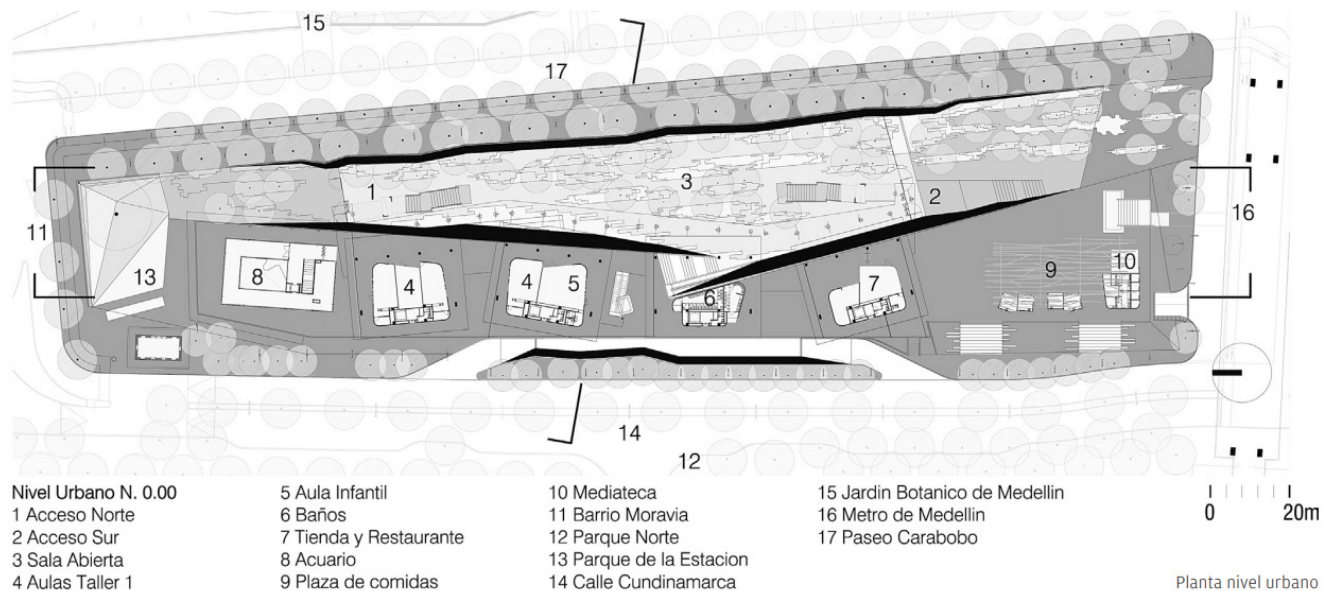 15
17
1
3
2
16
11
13
8
4
4
5
6
7
9
10
14
12
Nivel Urbano N. 0.00
1 Acceso Norte
2 Acceso Sur
3 Sala Abierta
4 Aulas Taller 1
5 Aula Infantil
6 Baños
7 Tienda y Restaurante
8 Acuario
9 Plaza de comidas
10 Mediateca
11 Barrio Moravia
12 Parque Norte
13 Parque de la Estacion
14 Calle Cundinamarca
15 Jardin Botanico de Medellin
16 Metro de Medellin
17 Paseo Carabobo
0 20m
Planta nivel urbano